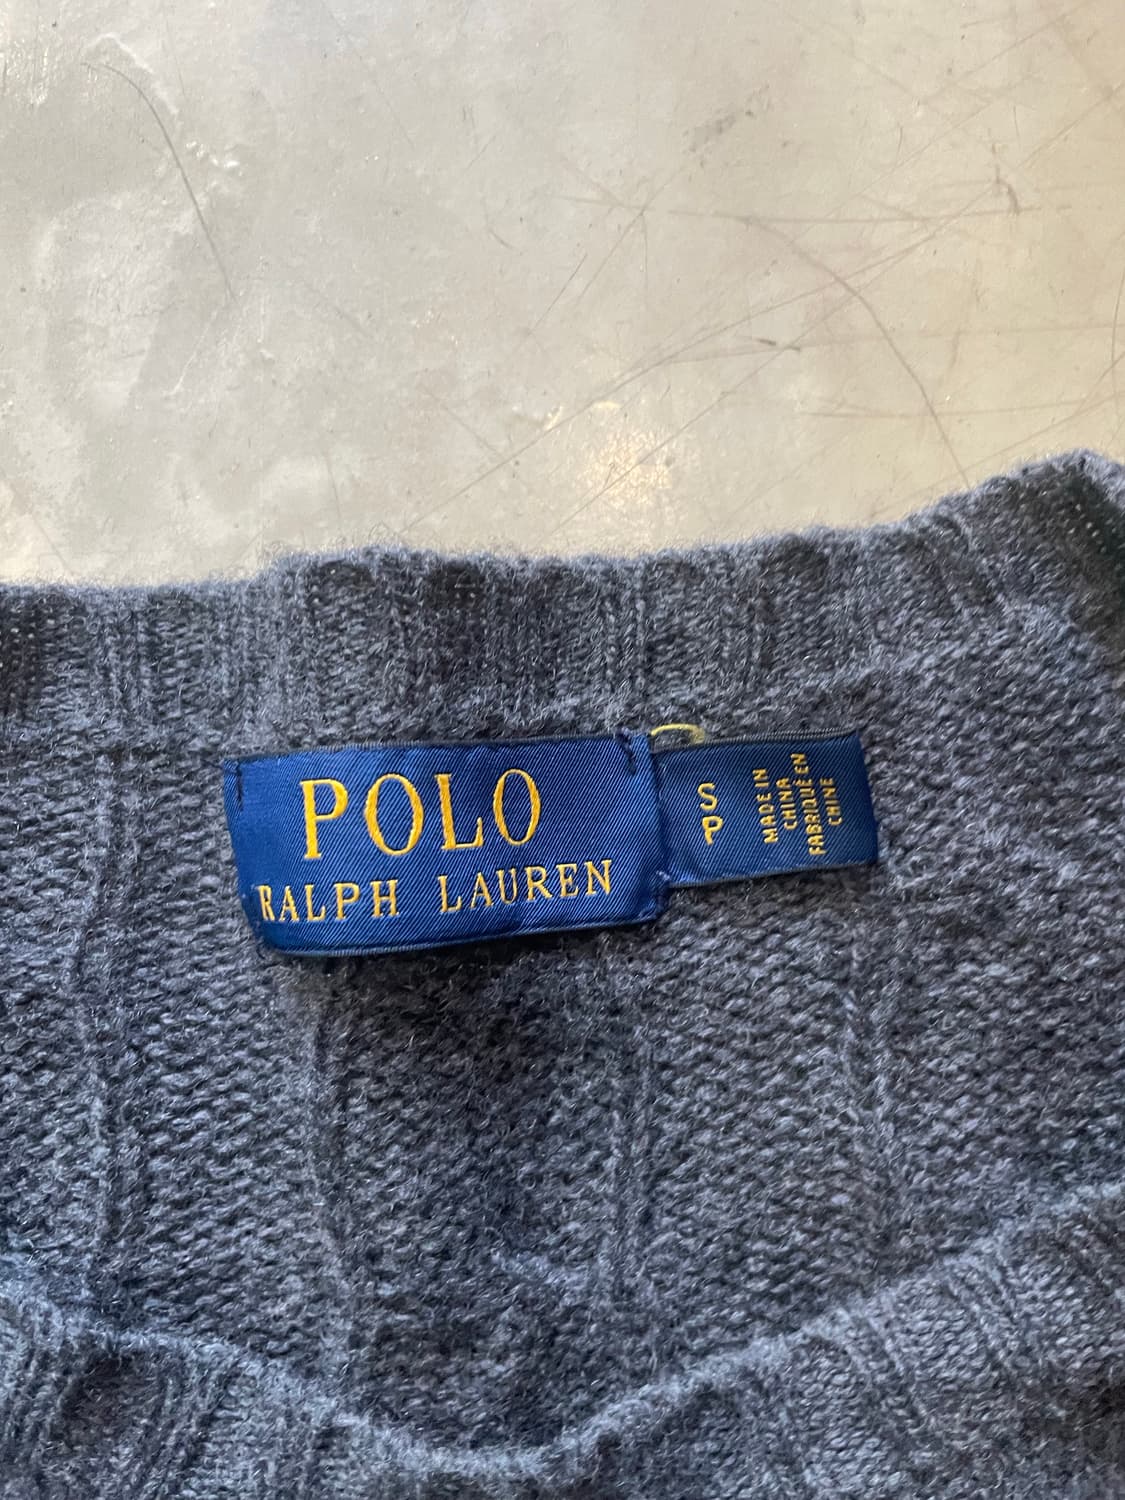 POLO
RALPH LAUREN
S
P
MADE IN
CHINA
FABRIQUÉ EN
CHINE